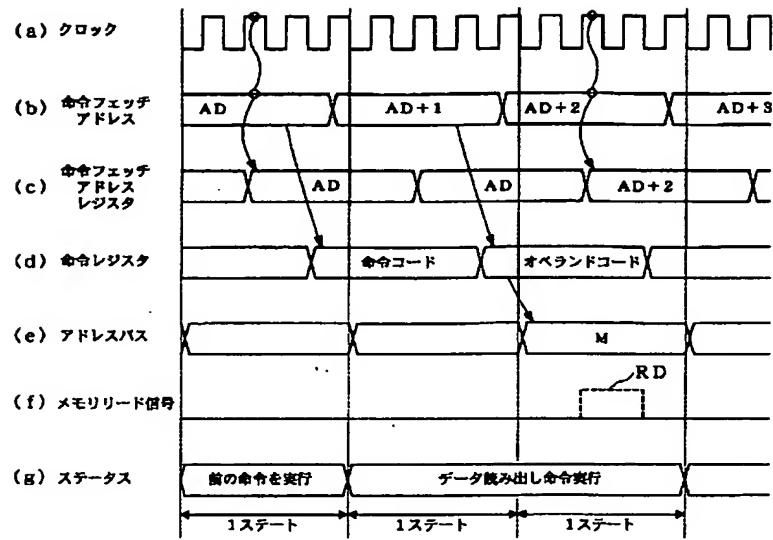 (a) クロック
(b) 命令フェッチ
アドレス
AD
AD+1
AD+2
AD+3
(c) 命令フェッチ
アドレス
レジスタ
AD
AD
AD+2
(d) 命令レジスタ
命令コード
オペランドコード
(e) アドレスバス
M
(f) メモリリード信号
RD
(g) ステータス
前の命令を実行
データ読み出し命令実行
1ステート
1ステート
1ステート